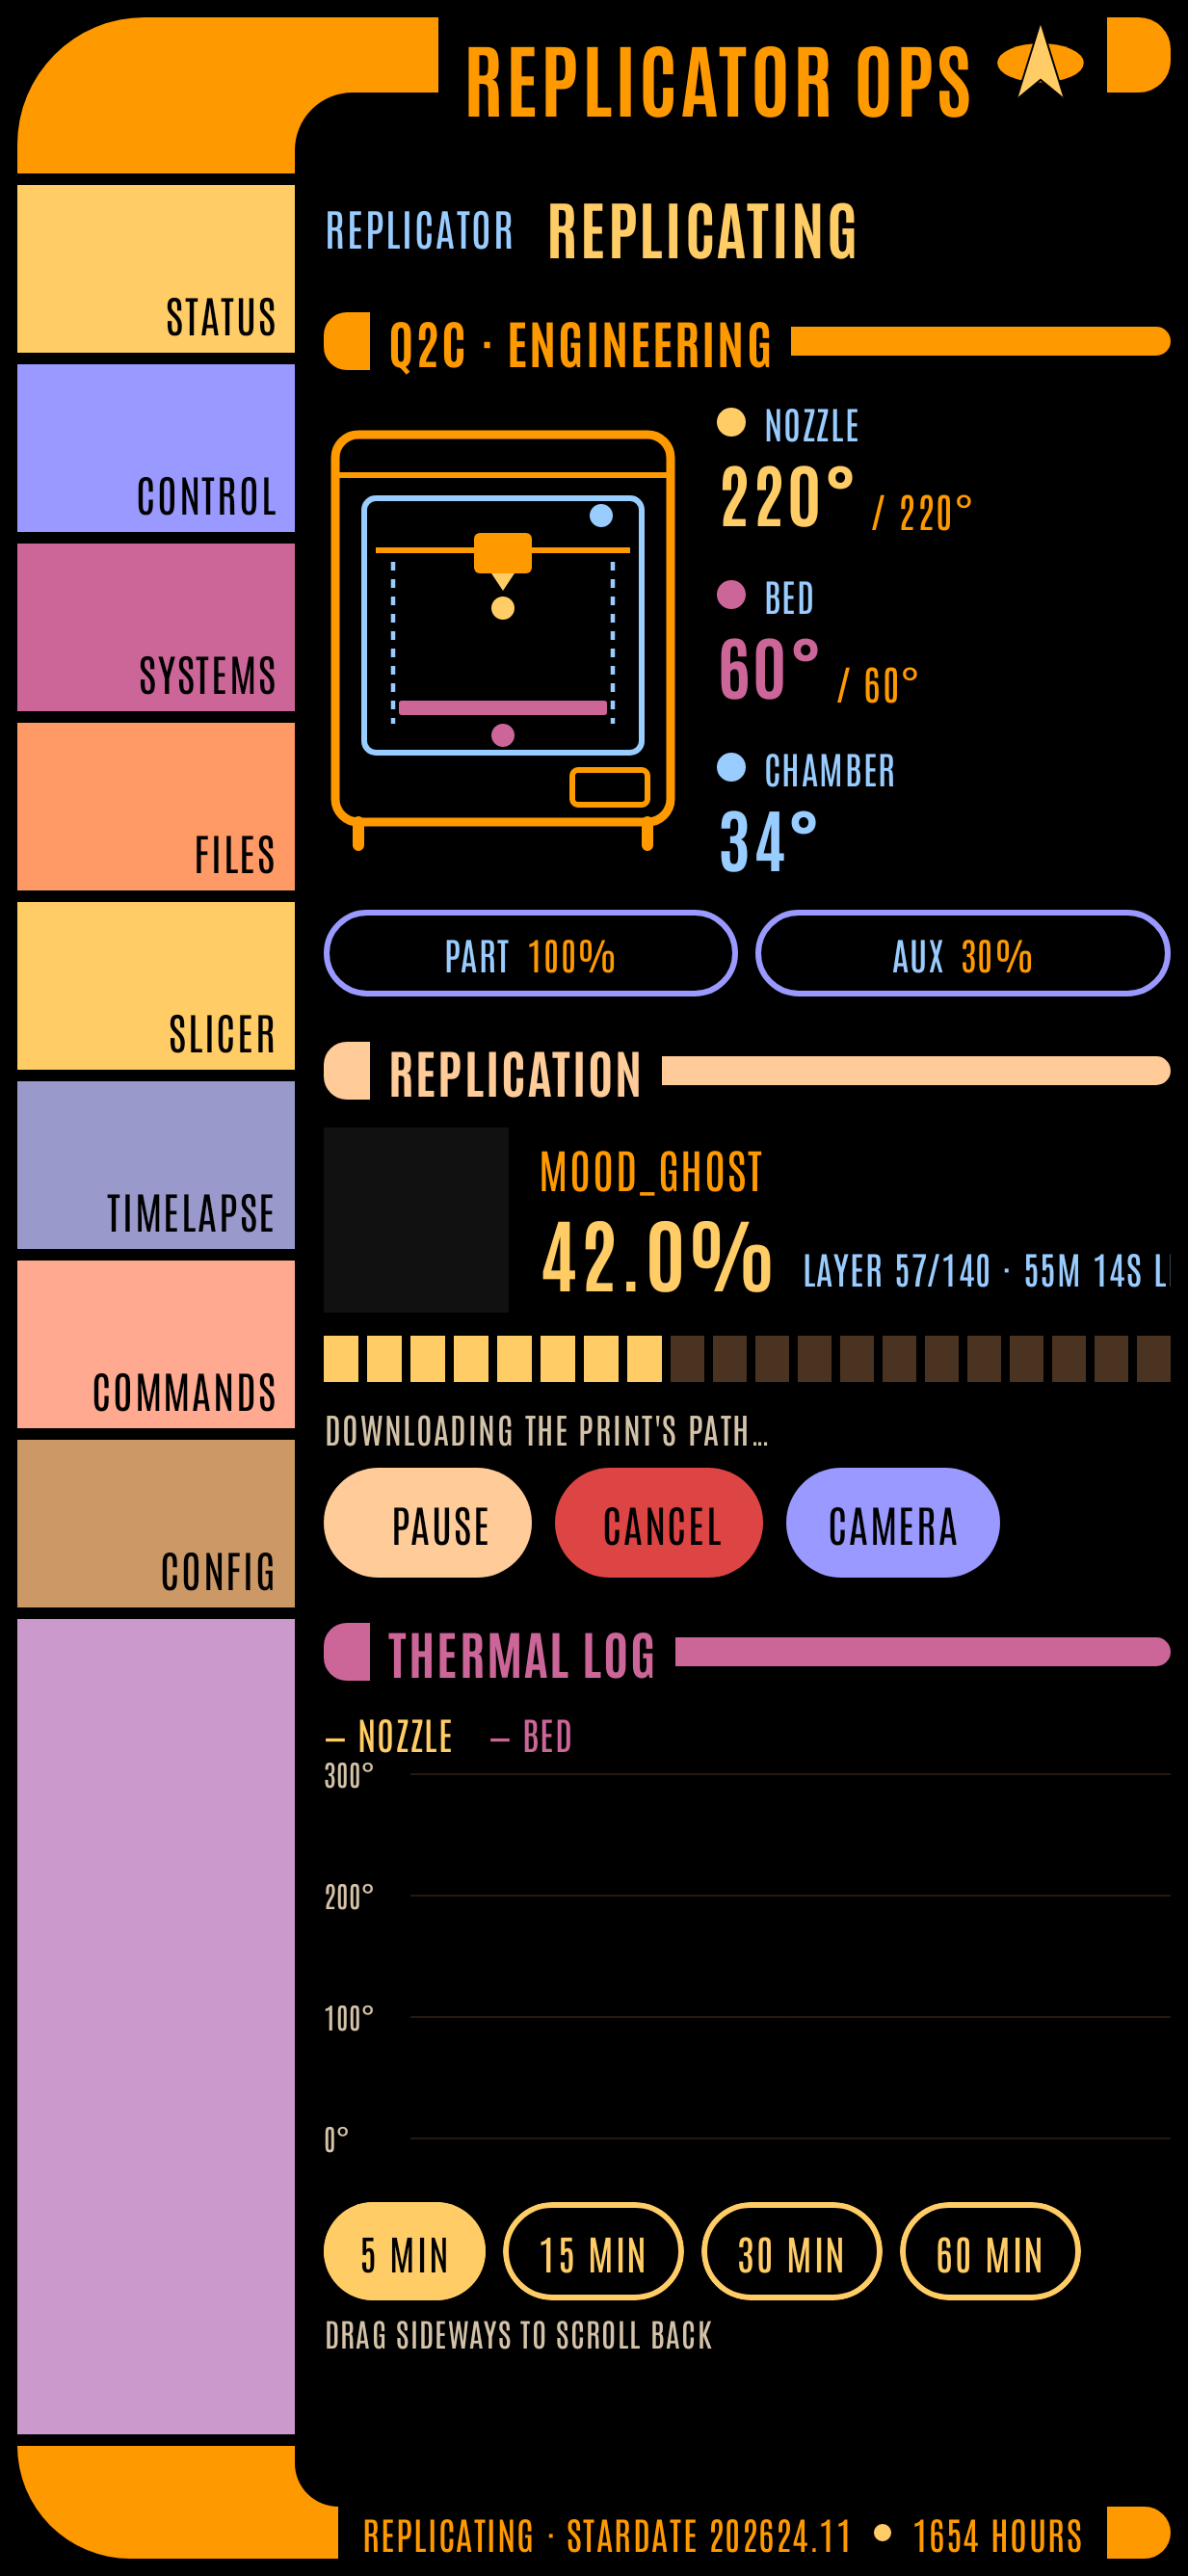 REPLICATOR OPS
REPLICATOR REPLICATING
STATUS
CONTROL
SYSTEMS
FILES
SLICER
TIMELAPSE
COMMANDS
CONFIG
Q2C · ENGINEERING
NOZZLE
220° / 220°
BED
60° / 60°
CHAMBER
34°
PART 100%
AUX 30%
REPLICATION
MOOD_GHOST
42.0% LAYER 57/140 · 55M 14S
DOWNLOADING THE PRINT'S PATH…
PAUSE CANCEL CAMERA
THERMAL LOG
– NOZZLE – BED
300°
200°
100°
0°
5 MIN 15 MIN 30 MIN 60 MIN
DRAG SIDEWAYS TO SCROLL BACK
REPLICATING · STARDATE 202624.11 • 1654 HOURS